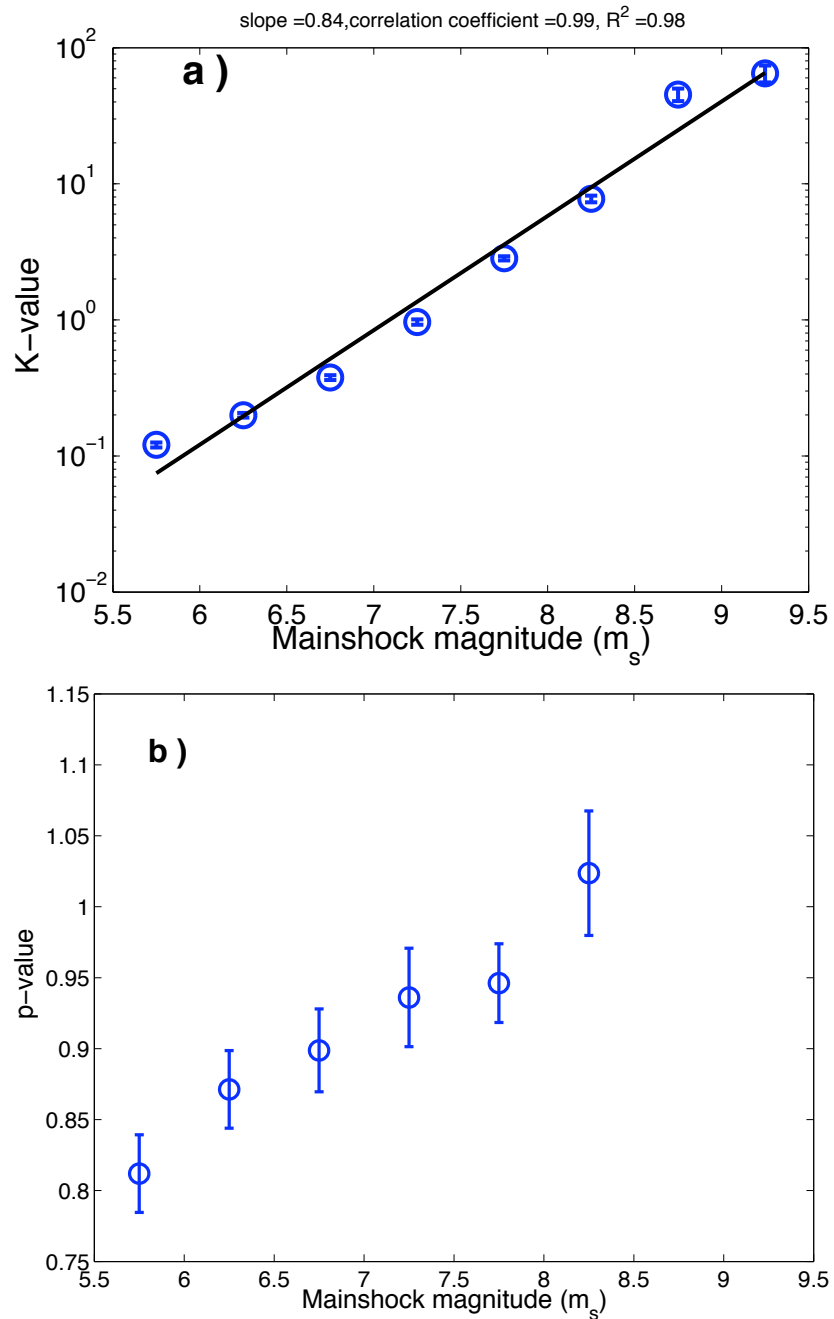 slope =0.84,correlation coefficient =0.99, R² =0.98
a )
10²
10¹
10⁰
10⁻¹
10⁻²
K−value
5.5 6 6.5 7 7.5 8 8.5 9 9.5
Mainshock magnitude (mₛ)
b )
1.15
1.1
1.05
1
0.95
0.9
0.85
0.8
0.75
p−value
5.5 6 6.5 7 7.5 8 8.5 9 9.5
Mainshock magnitude (mₛ)